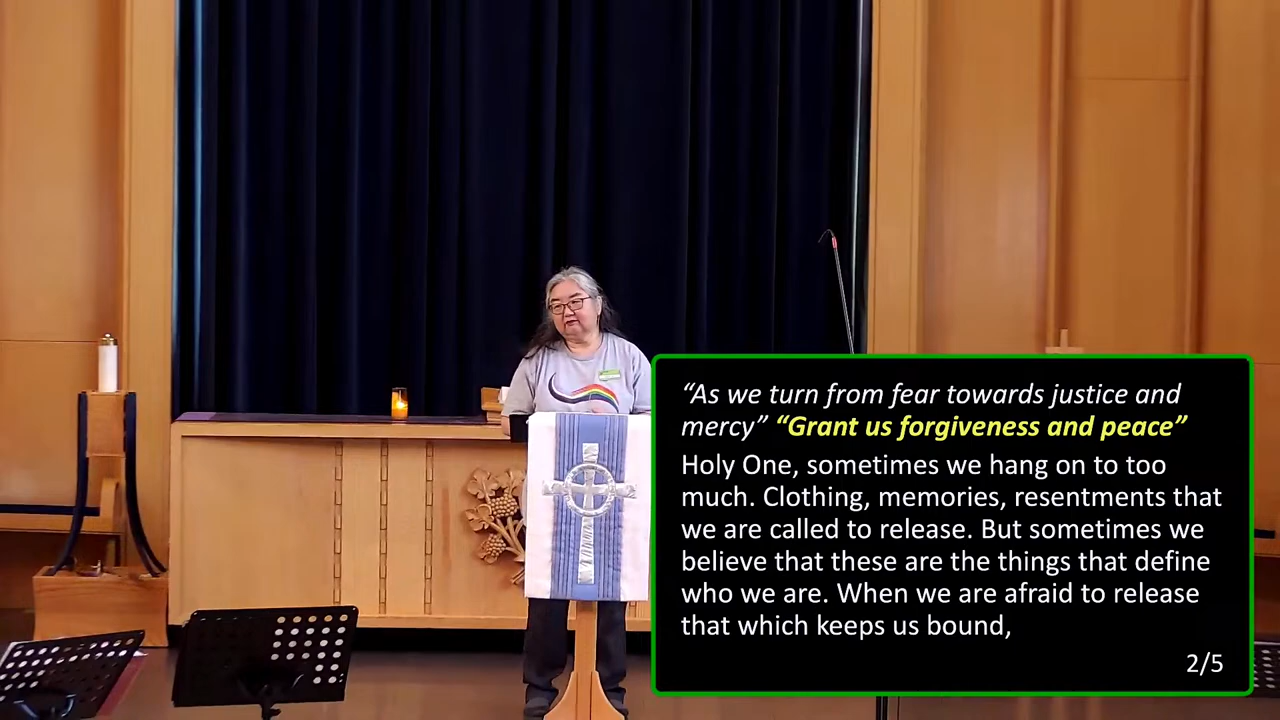 “As we turn from fear towards justice and
mercy” “Grant us forgiveness and peace”
Holy One, sometimes we hang on to too
much. Clothing, memories, resentments that
we are called to release. But sometimes we
believe that these are the things that define
who we are. When we are afraid to release
that which keeps us bound,
2/5